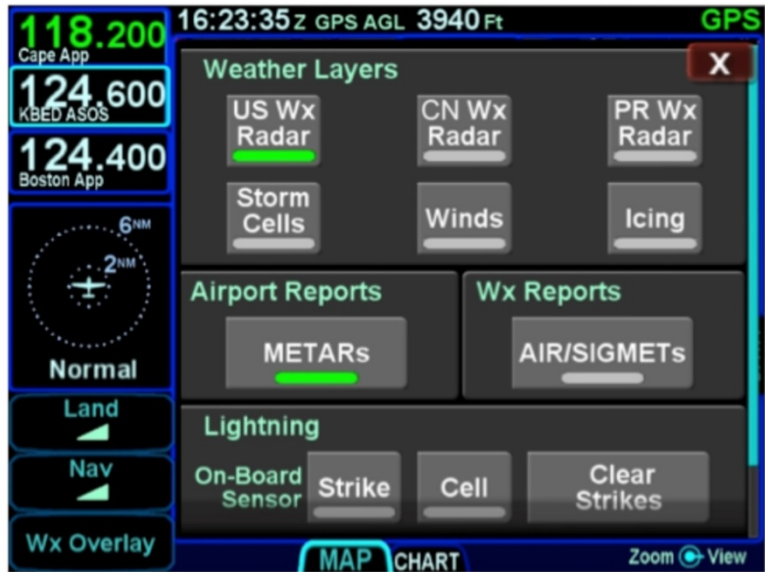 118.200
Cape App
16:23:35 Z GPS AGL 3940 Ft
GPS
124.600
KBED ASOS
124.400
Boston App
6NM
2NM
Normal
Land
Nav
Wx Overlay
Weather Layers
X
US Wx
Radar
CN Wx
Radar
PR Wx
Radar
Storm
Cells
Winds
Icing
Airport Reports
METARs
Wx Reports
AIR/SIGMETs
Lightning
On-Board
Sensor
Strike
Cell
Clear
Strikes
MAP
CHART
Zoom
View